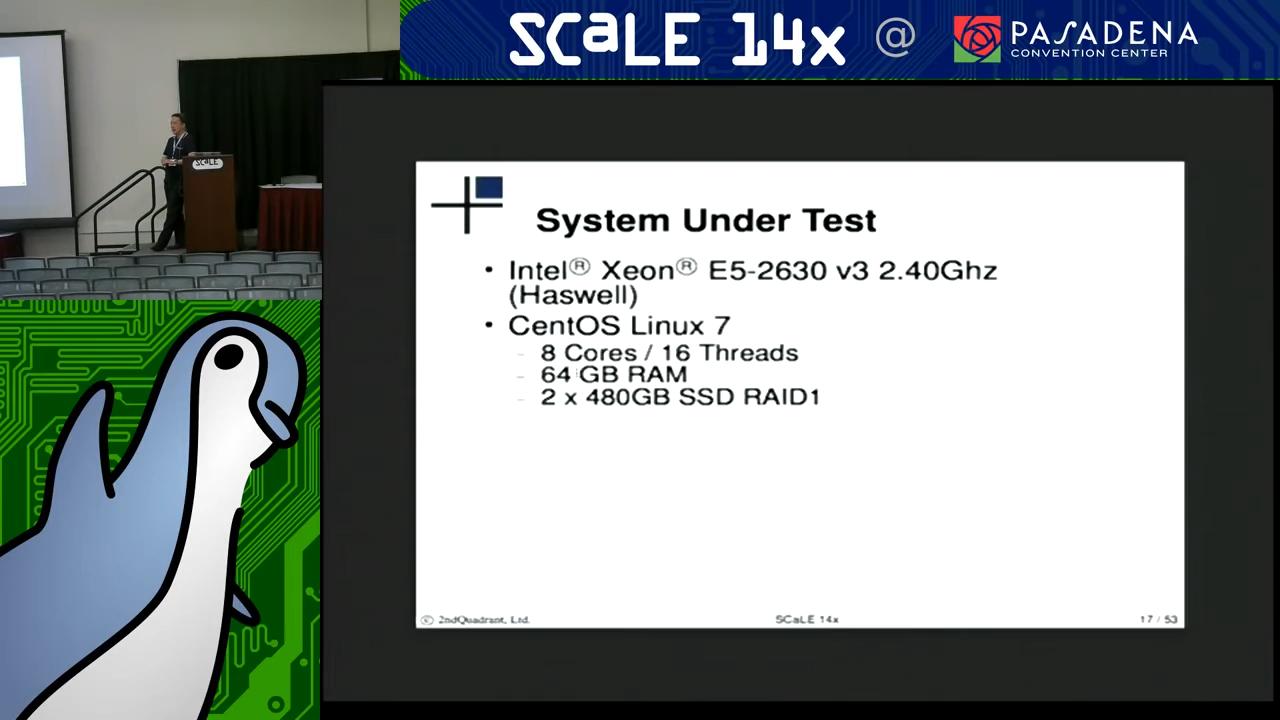 SCaLE 14x @ PASADENA
CONVENTION CENTER
SCALE
System Under Test
• Intel® Xeon® E5-2630 v3 2.40Ghz
(Haswell)
• CentOS Linux 7
– 8 Cores / 16 Threads
– 64 GB RAM
– 2 x 480GB SSD RAID1
© 2ndQuadrant, Ltd.
SCaLE 14x
17 / 53